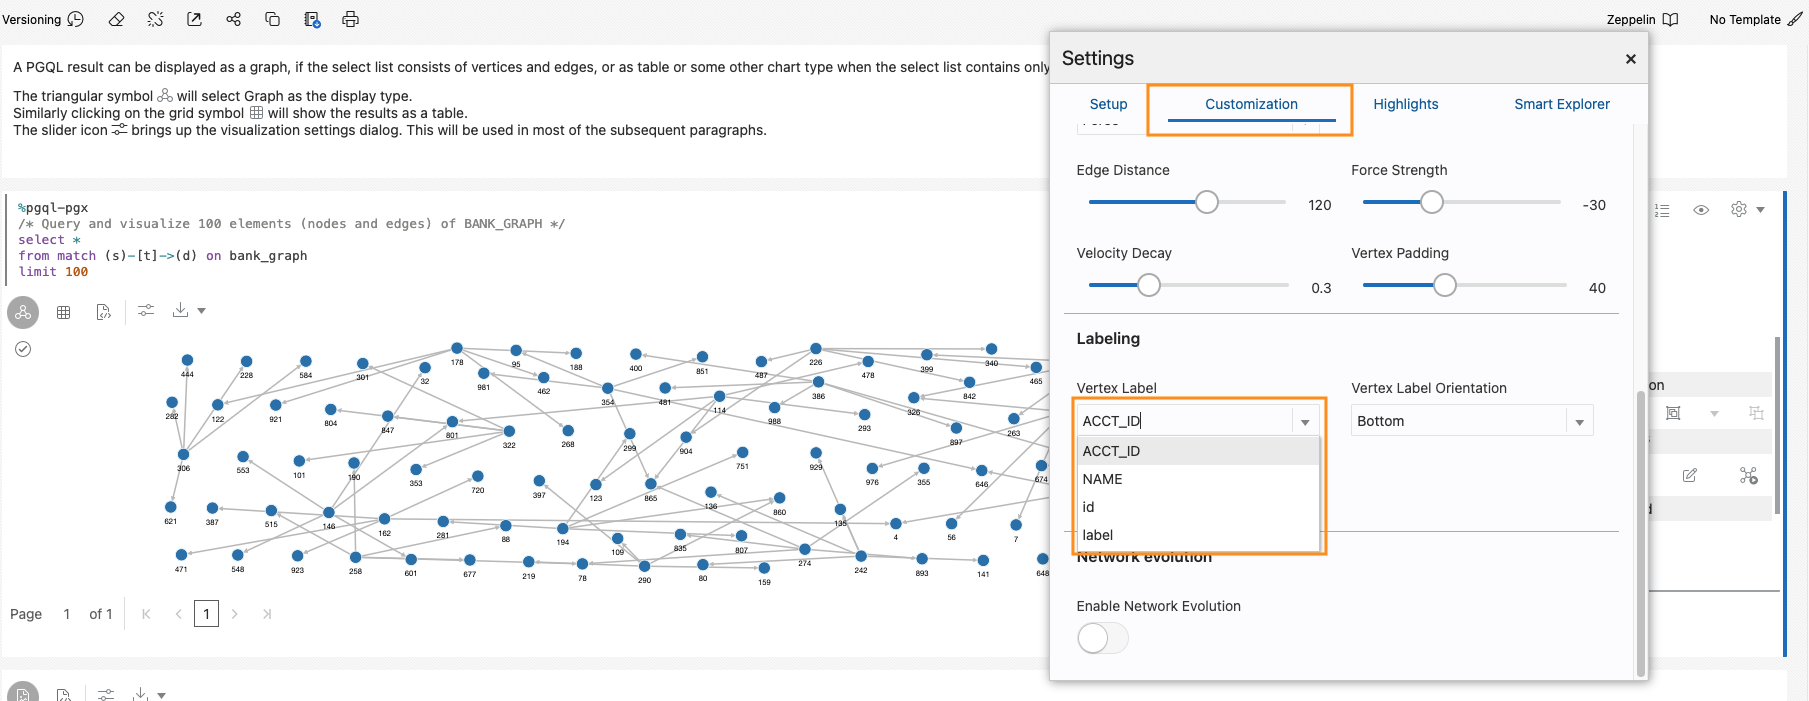 Versioning
Zeppelin
No Template
A PGQL result can be displayed as a graph, if the select list consists of vertices and edges, or as table or some other chart type when the select list contains only
The triangular symbol will select Graph as the display type.
Similarly clicking on the grid symbol will show the results as a table.
The slider icon brings up the visualization settings dialog. This will be used in most of the subsequent paragraphs.
%pgql-pgx
/* Query and visualize 100 elements (nodes and edges) of BANK_GRAPH */
select *
from match (s)-[t]->(d) on bank_graph
limit 100
178 95 188 400 851 487 226 478 399 340 465
444 228 584 301 32 981 462 354 481 386 842
282 122 921 804 847 801 322 268 299 904 114 988 293 326 897 263
306 553 101 190 353 720 397 123 865 751 136 860 929 976 355 646 674
621 387 515 146 162 281 88 194 109 835 807 135 4 56 7
471 548 923 258 601 677 219 78 290 80 159 274 242 893 141 648
Page 1 of 1
1
Settings
×
Setup
Customization
Highlights
Smart Explorer
Edge Distance
120
Force Strength
-30
Velocity Decay
0.3
Vertex Padding
40
Labeling
Vertex Label
ACCT_ID
Vertex Label Orientation
Bottom
ACCT_ID
NAME
id
label
Network evolution
Enable Network Evolution
on